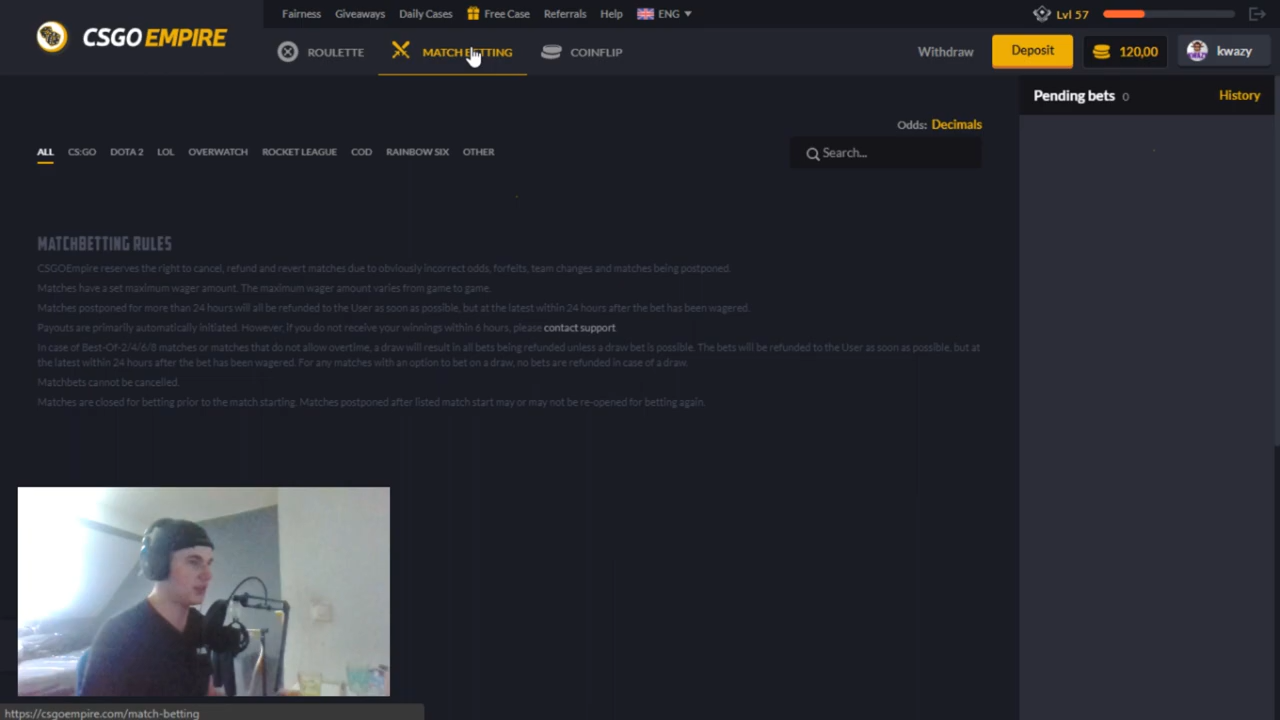 Fairness Giveaways Daily Cases Free Case Referrals Help ENG Lvl 57
CSGOEMPIRE ROULETTE MATCH BETTING COINFLIP Withdraw Deposit 120,00 kwazy
Pending bets 0 History
Odds: Decimals
ALL CS:GO DOTA 2 LOL OVERWATCH ROCKET LEAGUE COD RAINBOW SIX OTHER Search...
MATCHBETTING RULES
CSGOEmpire reserves the right to cancel, refund and revert matches due to obviously incorrect odds, forfeits, team changes and matches being postponed.
Matches have a set maximum wager amount. The maximum wager amount varies from game to game.
Matches postponed for more than 24 hours will all be refunded to the User as soon as possible, but at the latest within 24 hours after the bet has been wagered.
Payouts are primarily automatically initiated. However, if you do not receive your winnings within 6 hours, please contact support.
In case of Best-Of-2/4/6/8 matches or matches that do not allow overtime, a draw will result in all bets being refunded unless a draw bet is possible. The bets will be refunded to the User as soon as possible, but at
the latest within 24 hours after the bet has been wagered. For any matches with an option to bet on a draw, no bets are refunded in case of a draw.
Matchbets cannot be cancelled.
Matches are closed for betting prior to the match starting. Matches postponed after listed match start may or may not be re-opened for betting again.
https://csgoempire.com/match-betting